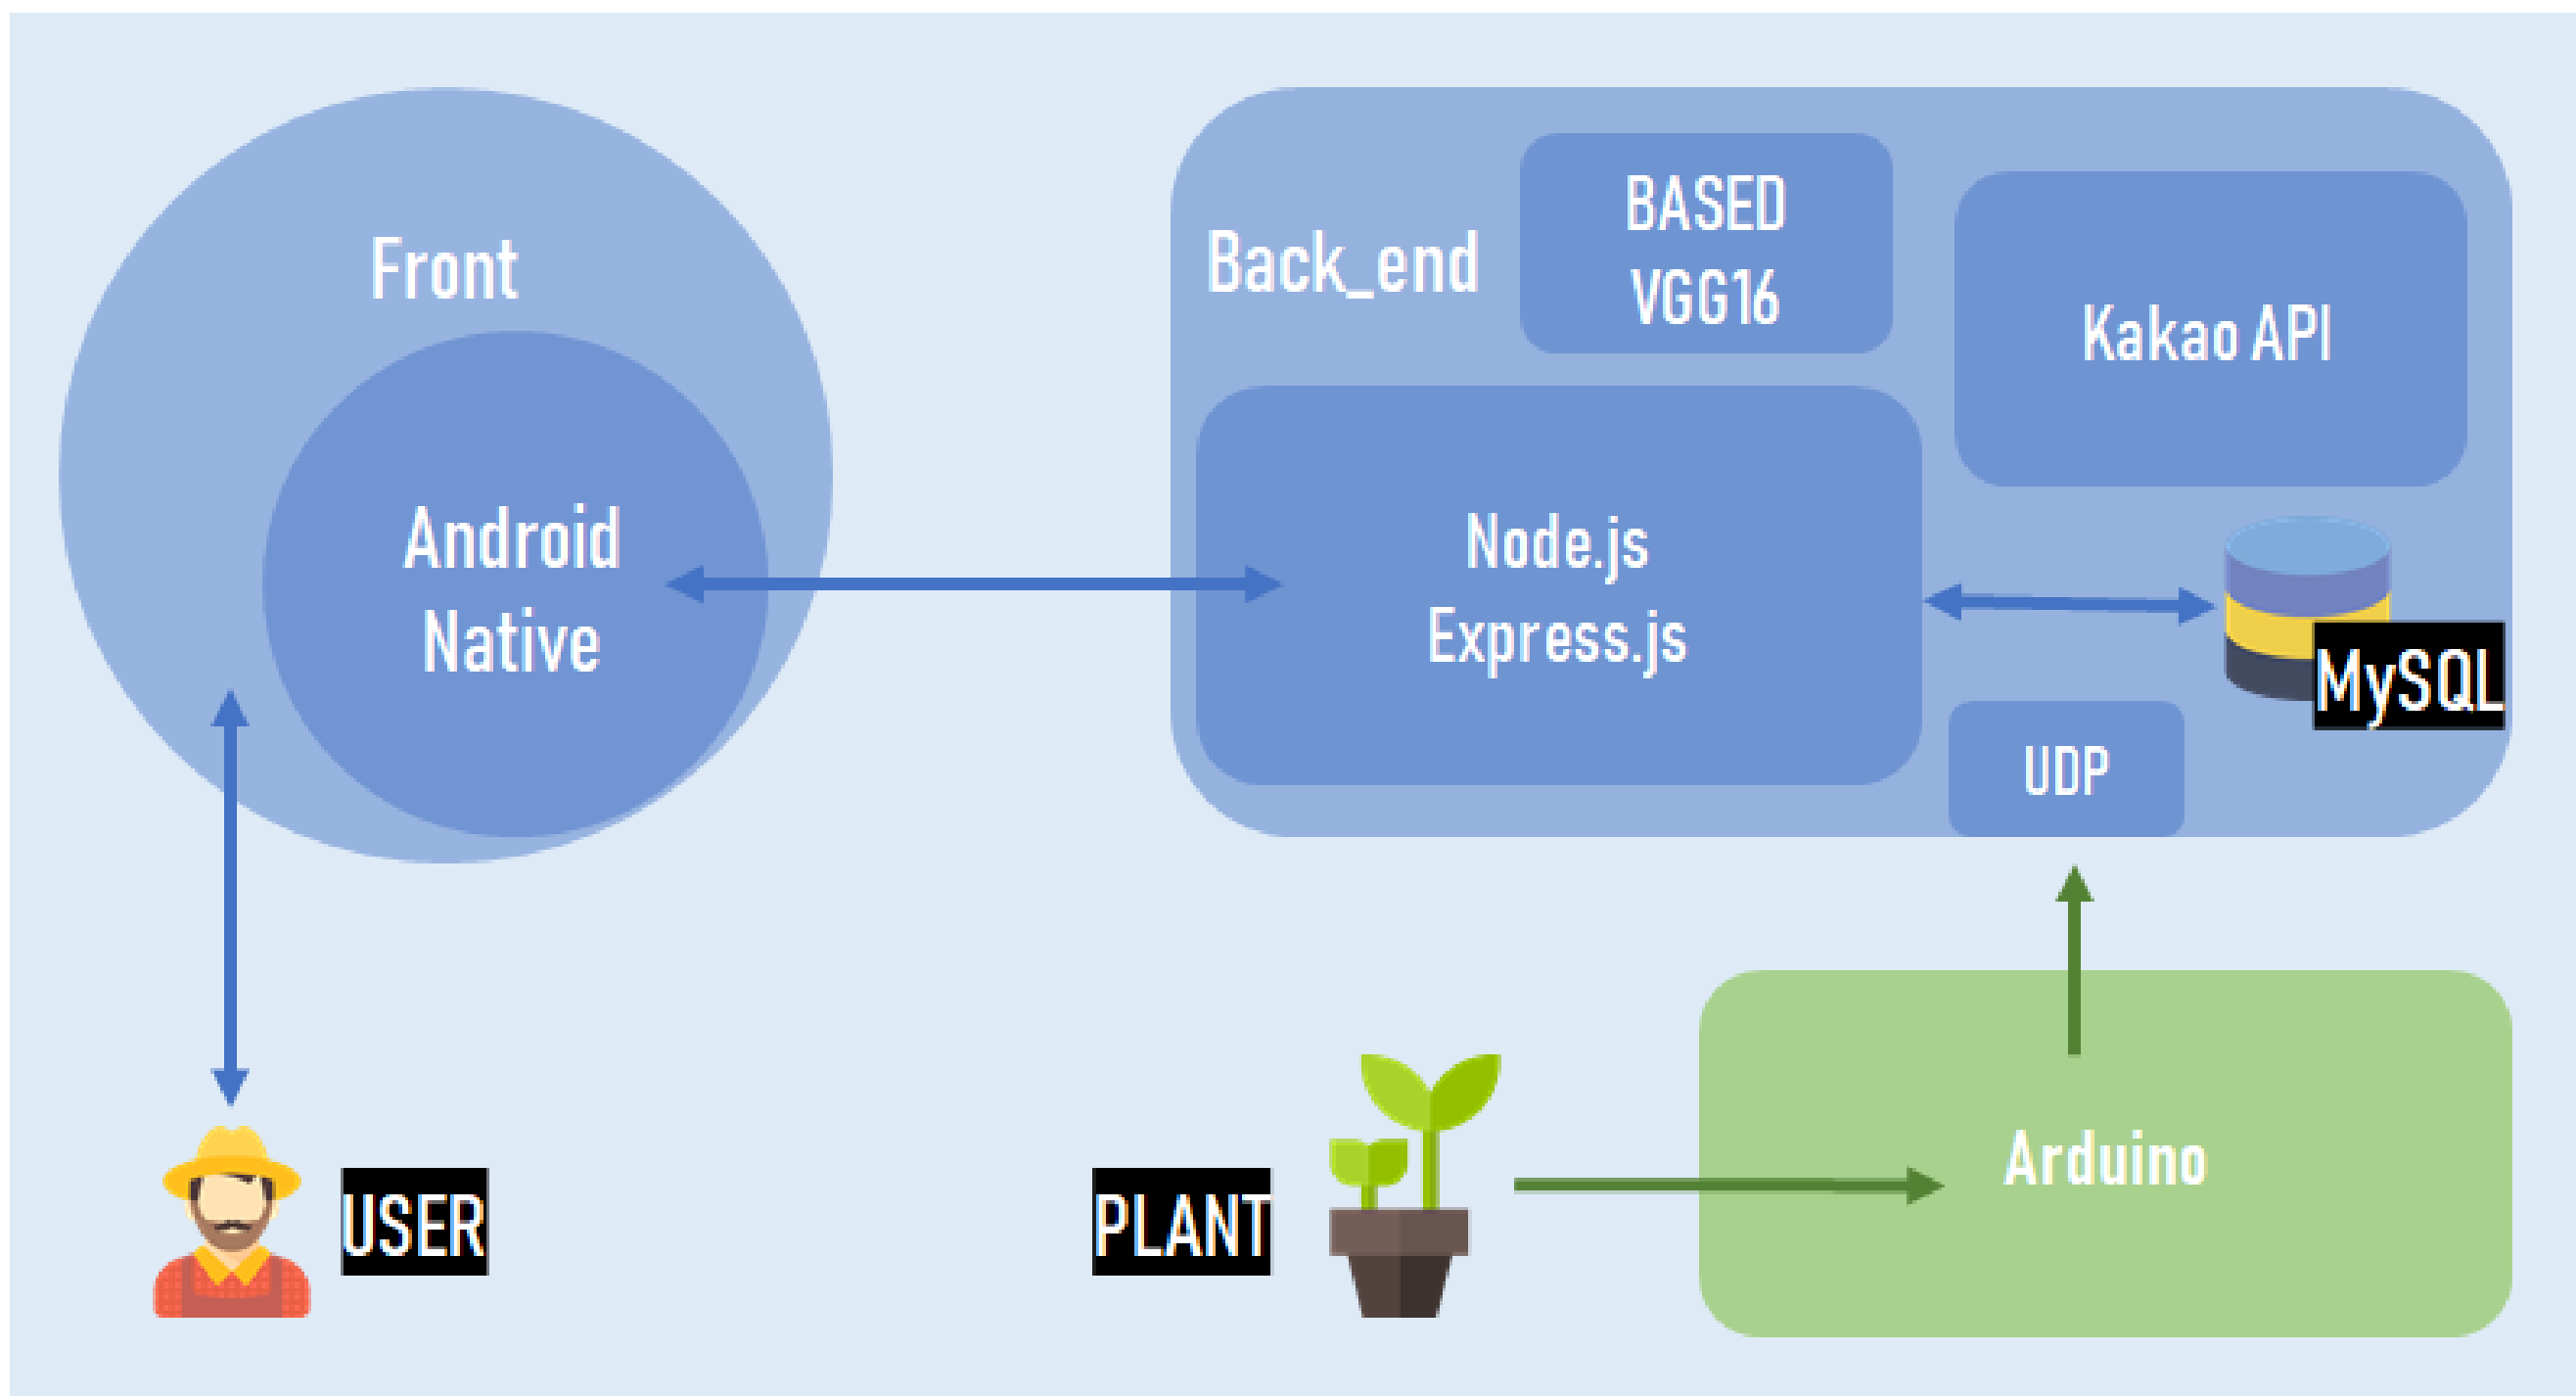 Front
Android
Native
Back_end
BASED
VGG16
Kakao API
Node.js
Express.js
MySQL
UDP
USER
PLANT
Arduino